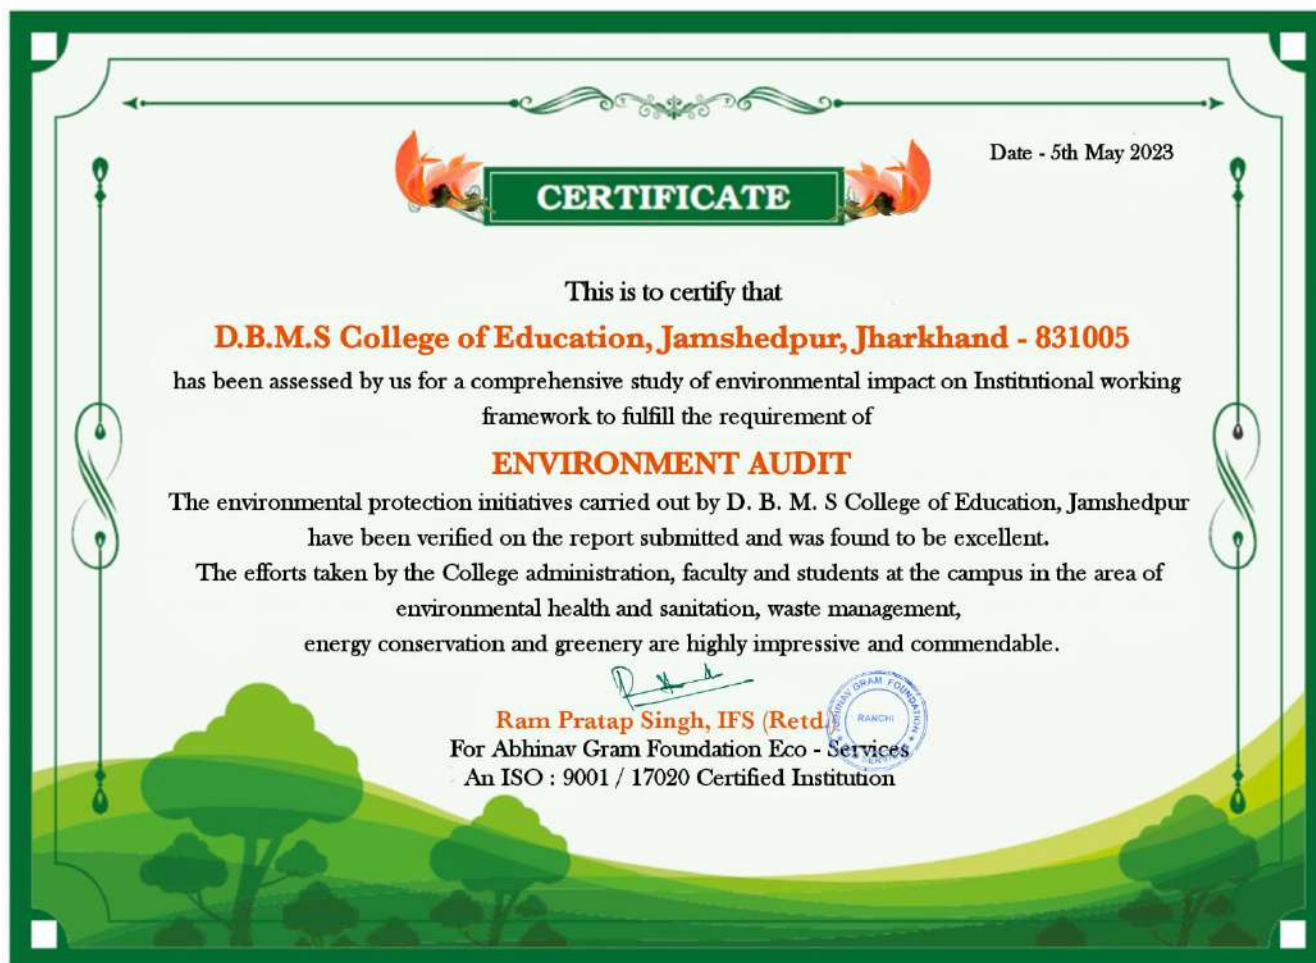 Date - 5th May 2023
CERTIFICATE
This is to certify that
D.B.M.S College of Education, Jamshedpur, Jharkhand - 831005
has been assessed by us for a comprehensive study of environmental impact on Institutional working
framework to fulfill the requirement of
ENVIRONMENT AUDIT
The environmental protection initiatives carried out by D. B. M. S College of Education, Jamshedpur
have been verified on the report submitted and was found to be excellent.
The efforts taken by the College administration, faculty and students at the campus in the area of
environmental health and sanitation, waste management,
energy conservation and greenery are highly impressive and commendable.
Ram Pratap Singh, IFS (Retd.)
For Abhinav Gram Foundation Eco - Services
An ISO : 9001 / 17020 Certified Institution
ABHINAV GRAM FOUNDATION
RANCHI